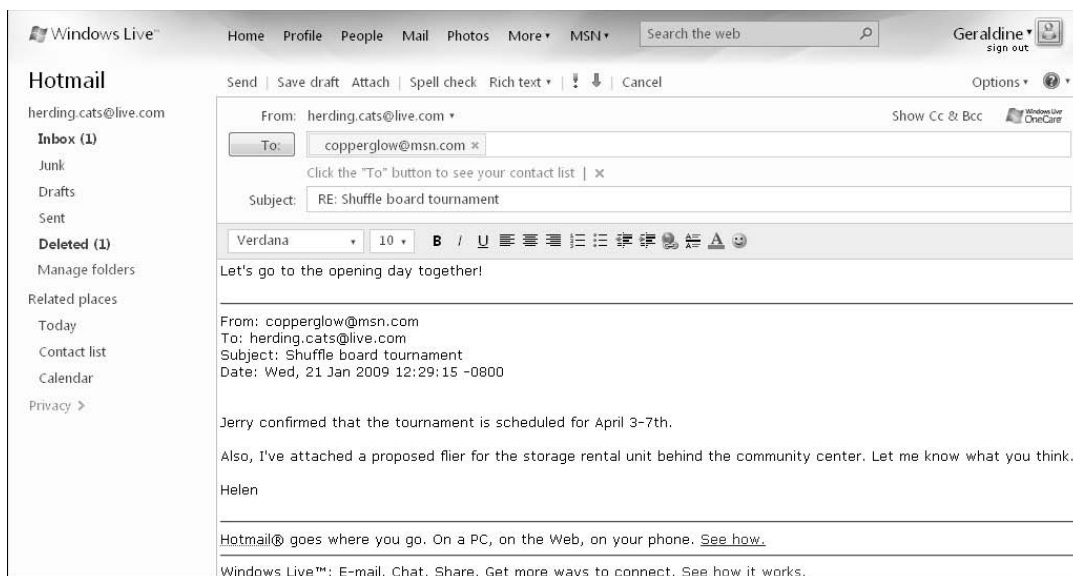 Windows Live™ Home Profile People Mail Photos More MSN Search the web Geraldine
sign out
Hotmail Send | Save draft Attach | Spell check Rich text | Cancel Options
herding.cats@live.com From: herding.cats@live.com Show Cc & Bcc Windows Live OneCare
Inbox (1) To: copperglow@msn.com ×
Junk Click the "To" button to see your contact list | ×
Drafts Subject: RE: Shuffle board tournament
Sent
Deleted (1) Verdana 10 B I U A
Manage folders Let's go to the opening day together!
Related places
Today From: copperglow@msn.com
To: herding.cats@live.com
Contact list Subject: Shuffle board tournament
Calendar Date: Wed, 21 Jan 2009 12:29:15 -0800
Privacy >
Jerry confirmed that the tournament is scheduled for April 3-7th.
Also, I've attached a proposed flier for the storage rental unit behind the community center. Let me know what you think.
Helen
Hotmail® goes where you go. On a PC, on the Web, on your phone. See how.
Windows Live™: E-mail. Chat. Share. Get more ways to connect. See how it works.